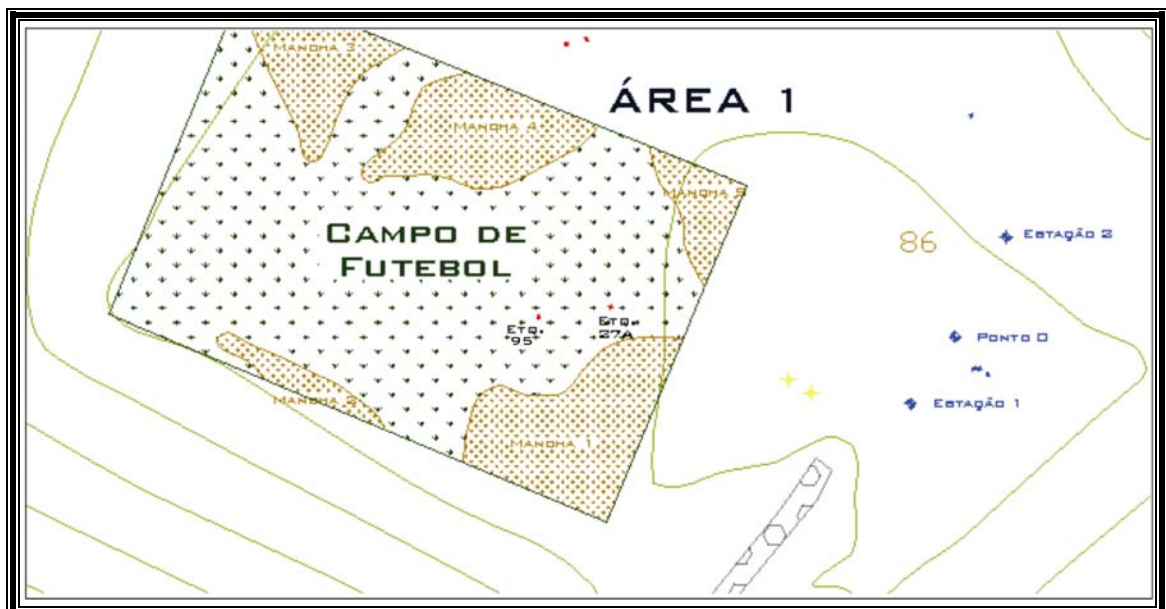 MANCHA 3
ÁREA 1
MANCHA 4
MANCHA 5
CAMPO DE
FUTEBOL
86
ESTAÇÃO 2
ETQ.
95
ETQ.
27A
PONTO 0
MANCHA 2
ESTAÇÃO 1
MANCHA 1